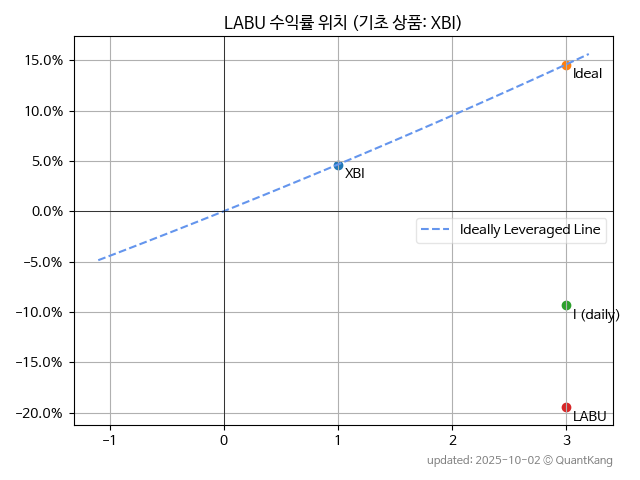 LABU 수익률 위치 (기초 상품: XBI)
15.0%
10.0%
5.0%
0.0%
−5.0%
−10.0%
−15.0%
−20.0%
Ideal
XBI
Ideally Leveraged Line
I (daily)
LABU
−1
0
1
2
3
updated: 2025-10-02 © QuantKang